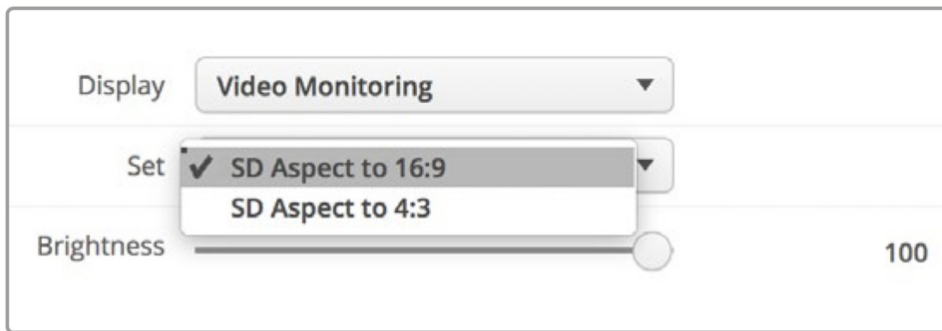 Display Video Monitoring
Set ✔ SD Aspect to 16:9
SD Aspect to 4:3
Brightness 100